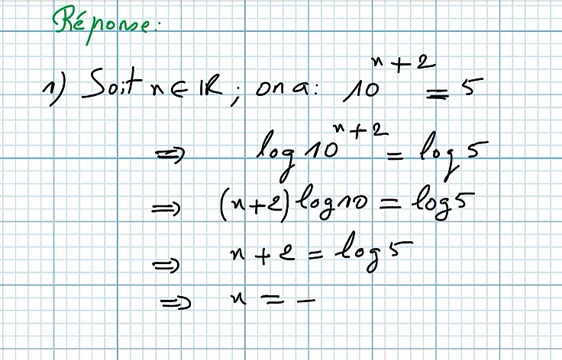 Réponse:
1) Soit x ∈ ℝ ; on a: 10^{x+2} = 5
⇒ log 10^{x+2} = log 5
⇒ (x+2) log 10 = log 5
⇒ x + 2 = log 5
⇒ x = -